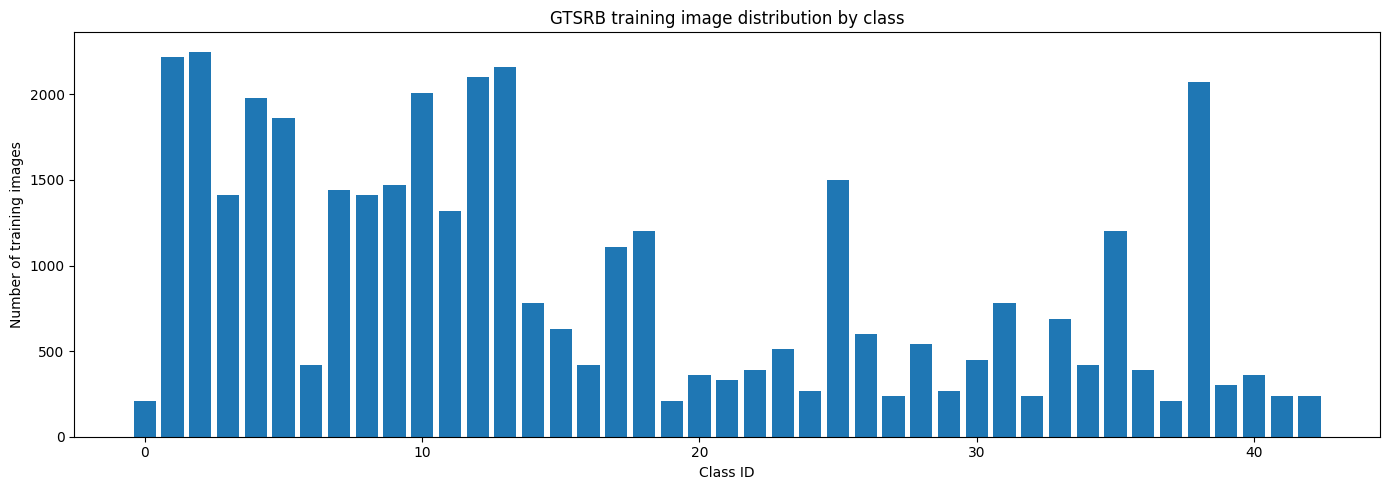 GTSRB training image distribution by class
Number of training images
2000
1500
1000
500
0
0 10 20 30 40
Class ID